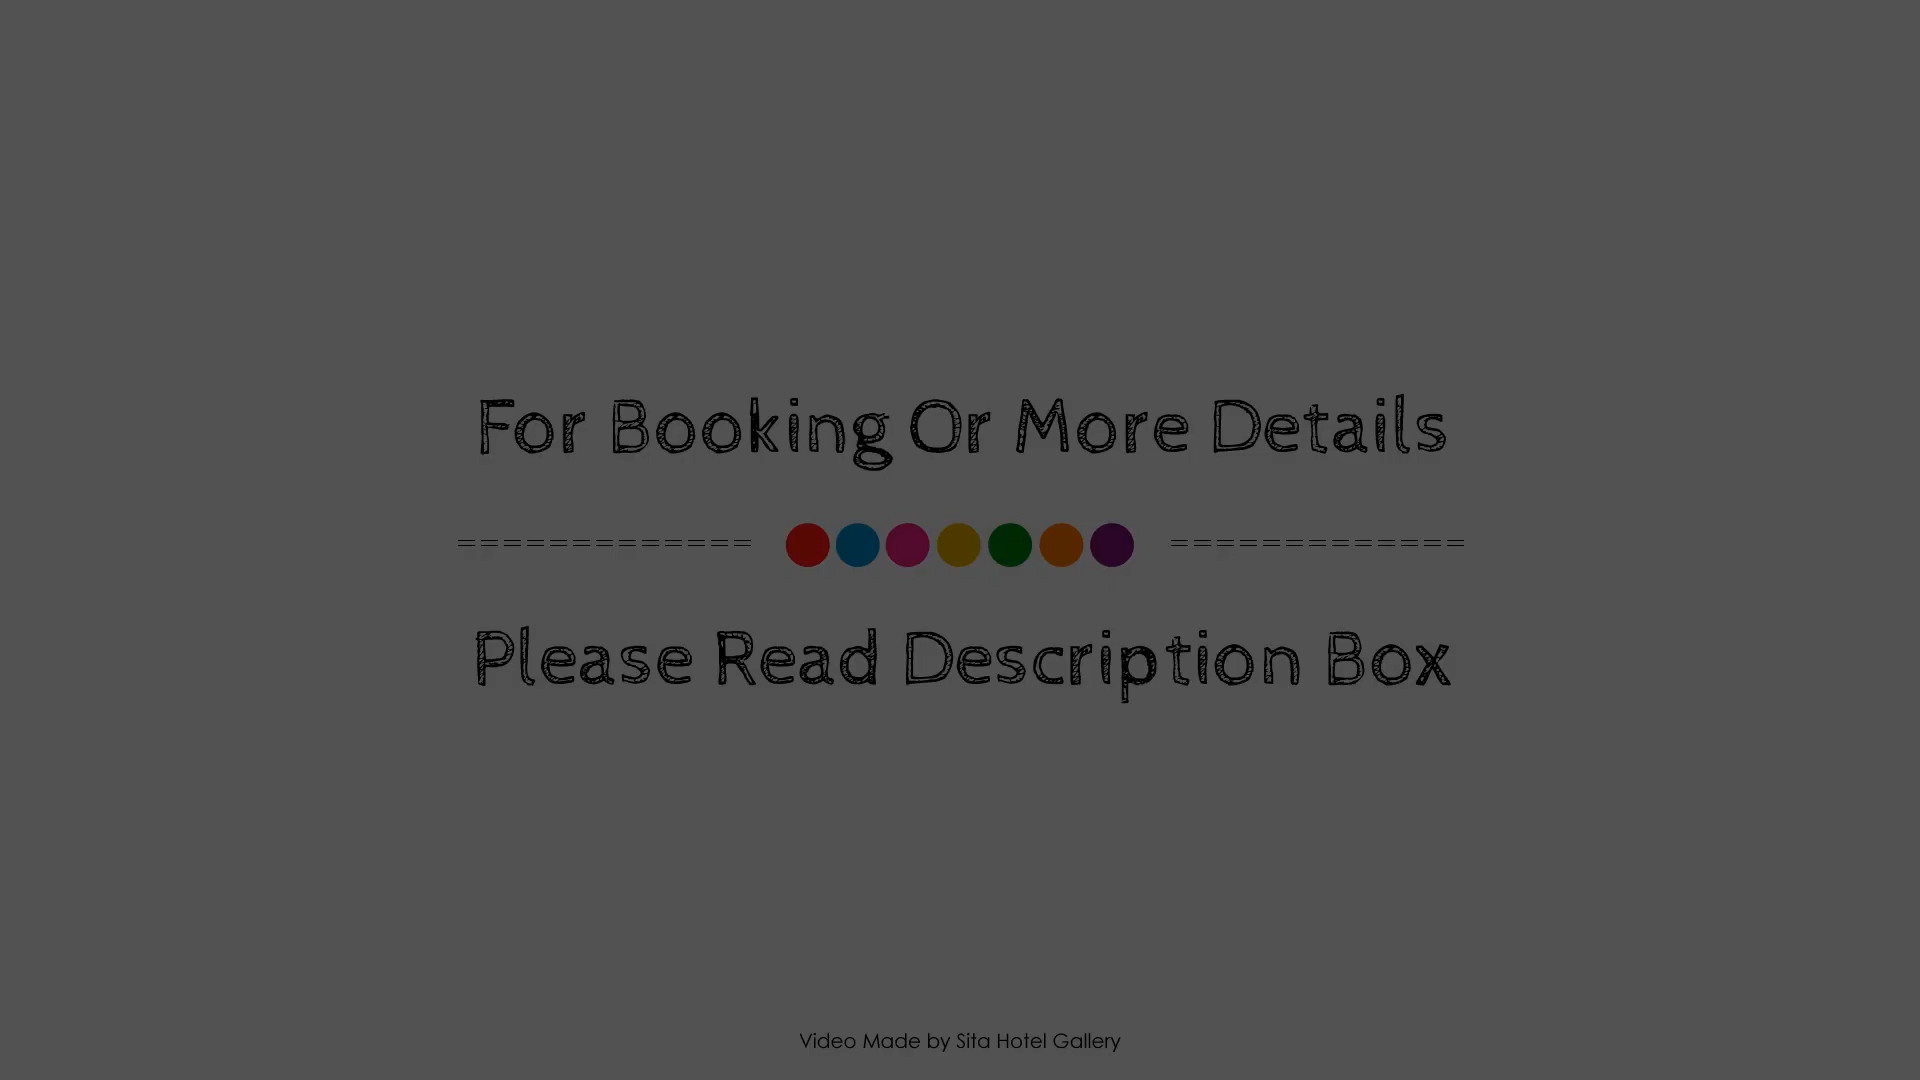 For Booking Or More Details
============= =============
Please Read Description Box
Video Made by Sita Hotel Gallery